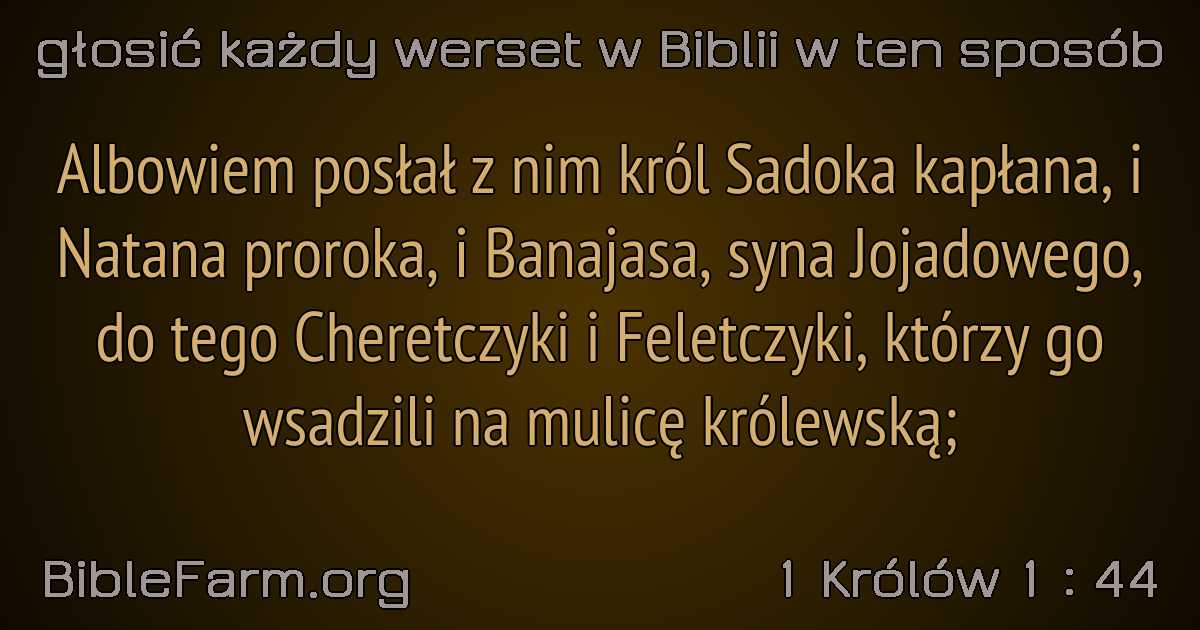 głosić każdy werset w Biblii w ten sposób
Albowiem posłał z nim król Sadoka kapłana, i
Natana proroka, i Banajasa, syna Jojadowego,
do tego Cheretczyki i Feletczyki, którzy go
wsadzili na mulicę królewską;
BibleFarm.org
1 Królów 1 : 44